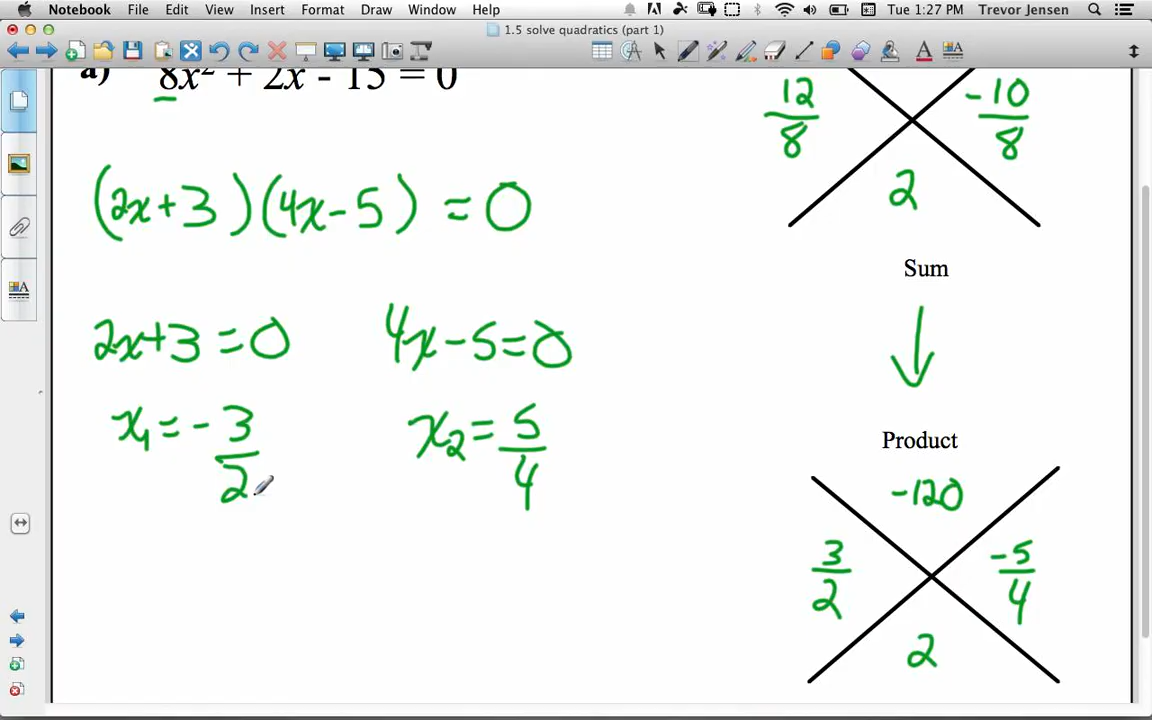 Notebook File Edit View Insert Format Draw Window Help Tue 1:27 PM Trevor Jensen
1.5 solve quadratics (part 1)
a) 8x² + 2x - 15 = 0
12/8 -10/8
2
(2x+3)(4x-5) = 0
Sum
2x+3=0 4x-5=0
x₁ = -3/2 x₂ = 5/4
Product
-120
3/2 -5/4
2